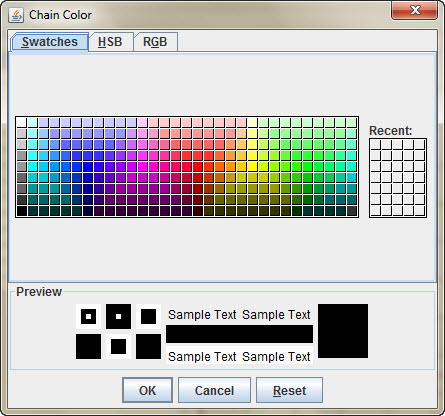 Chain Color
Swatches HSB RGB
Recent:
Preview
Sample Text Sample Text
Sample Text Sample Text
OK Cancel Reset